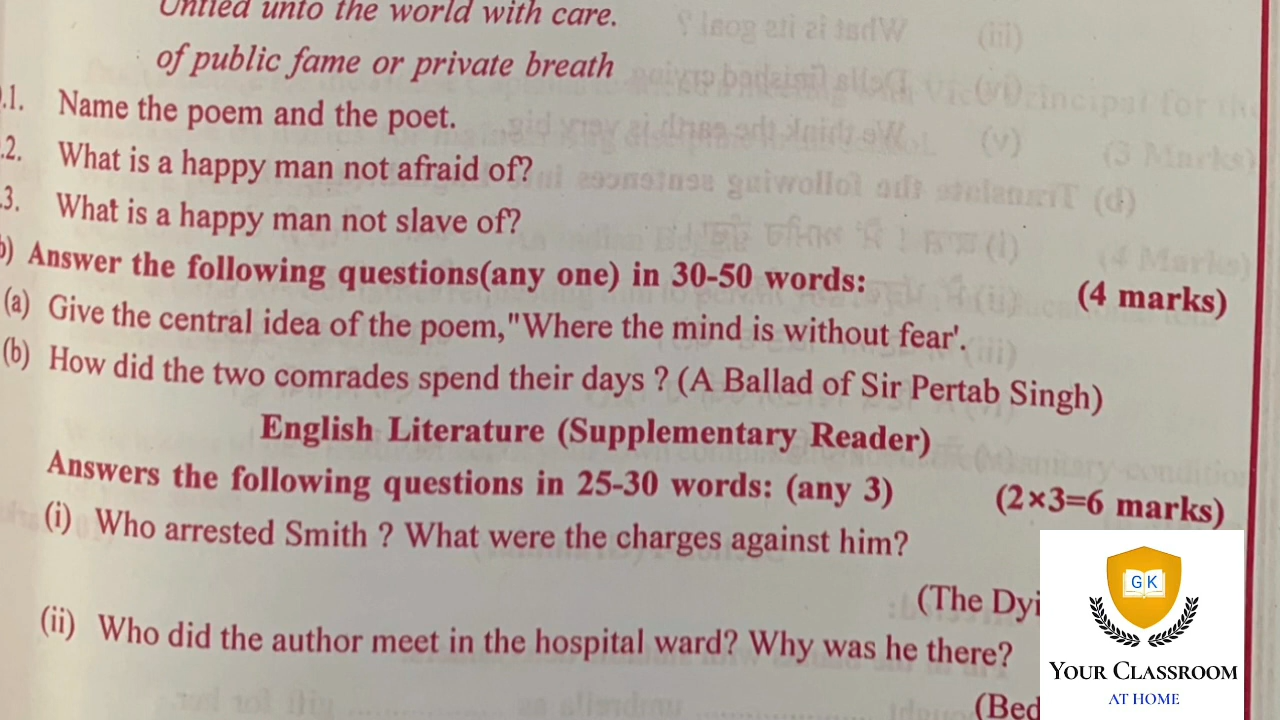 Untied unto the world with care.
of public fame or private breath
.1. Name the poem and the poet.
.2. What is a happy man not afraid of?
.3. What is a happy man not slave of?
b) Answer the following questions(any one) in 30-50 words: (4 marks)
(a) Give the central idea of the poem,"Where the mind is without fear'.
(b) How did the two comrades spend their days ? (A Ballad of Sir Pertab Singh)
English Literature (Supplementary Reader)
Answers the following questions in 25-30 words: (any 3) (2×3=6 marks)
(i) Who arrested Smith ? What were the charges against him?
(The Dyi
(ii) Who did the author meet in the hospital ward? Why was he there?
(Bed
GK
YOUR CLASSROOM
AT HOME